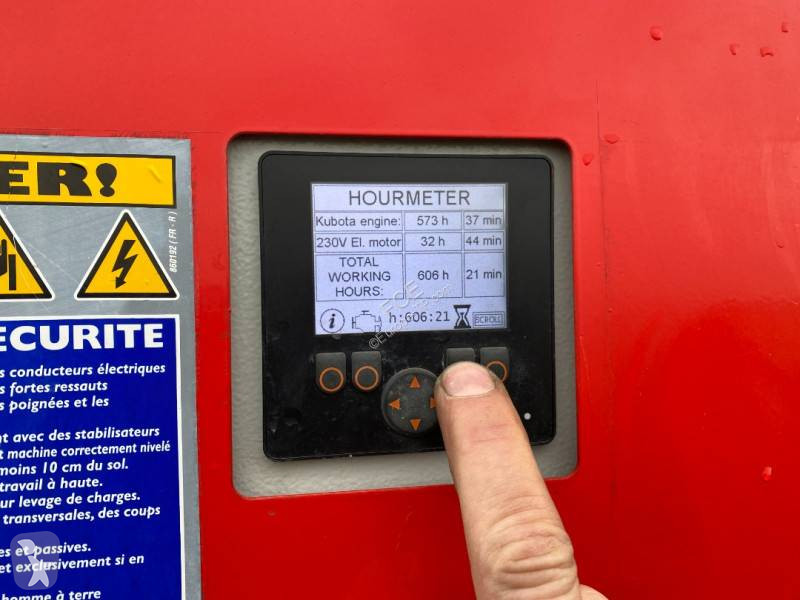 ER!
860192 (FR - R)
ECURITE
s conducteurs électriques
s fortes ressauts
s poignées et les
nt avec des stabilisateurs
t machine correctement nivelé
moins 10 cm du sol.
travail à haute.
ur levage de charges.
transversales, des coups
es et passives.
et exclusivement si en
homme à terre
HOURMETER
Kubota engine: 573 h 37 min
230V El. motor 32 h 44 min
TOTAL
WORKING 606 h 21 min
HOURS:
i h:606:21 SCROLL